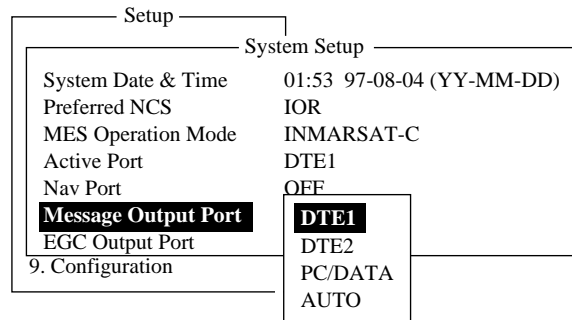 Setup
System Setup
System Date & Time 01:53 97-08-04 (YY-MM-DD)
Preferred NCS IOR
MES Operation Mode INMARSAT-C
Active Port DTE1
Nav Port OFF
Message Output Port DTE1
EGC Output Port DTE2
9. Configuration PC/DATA
AUTO